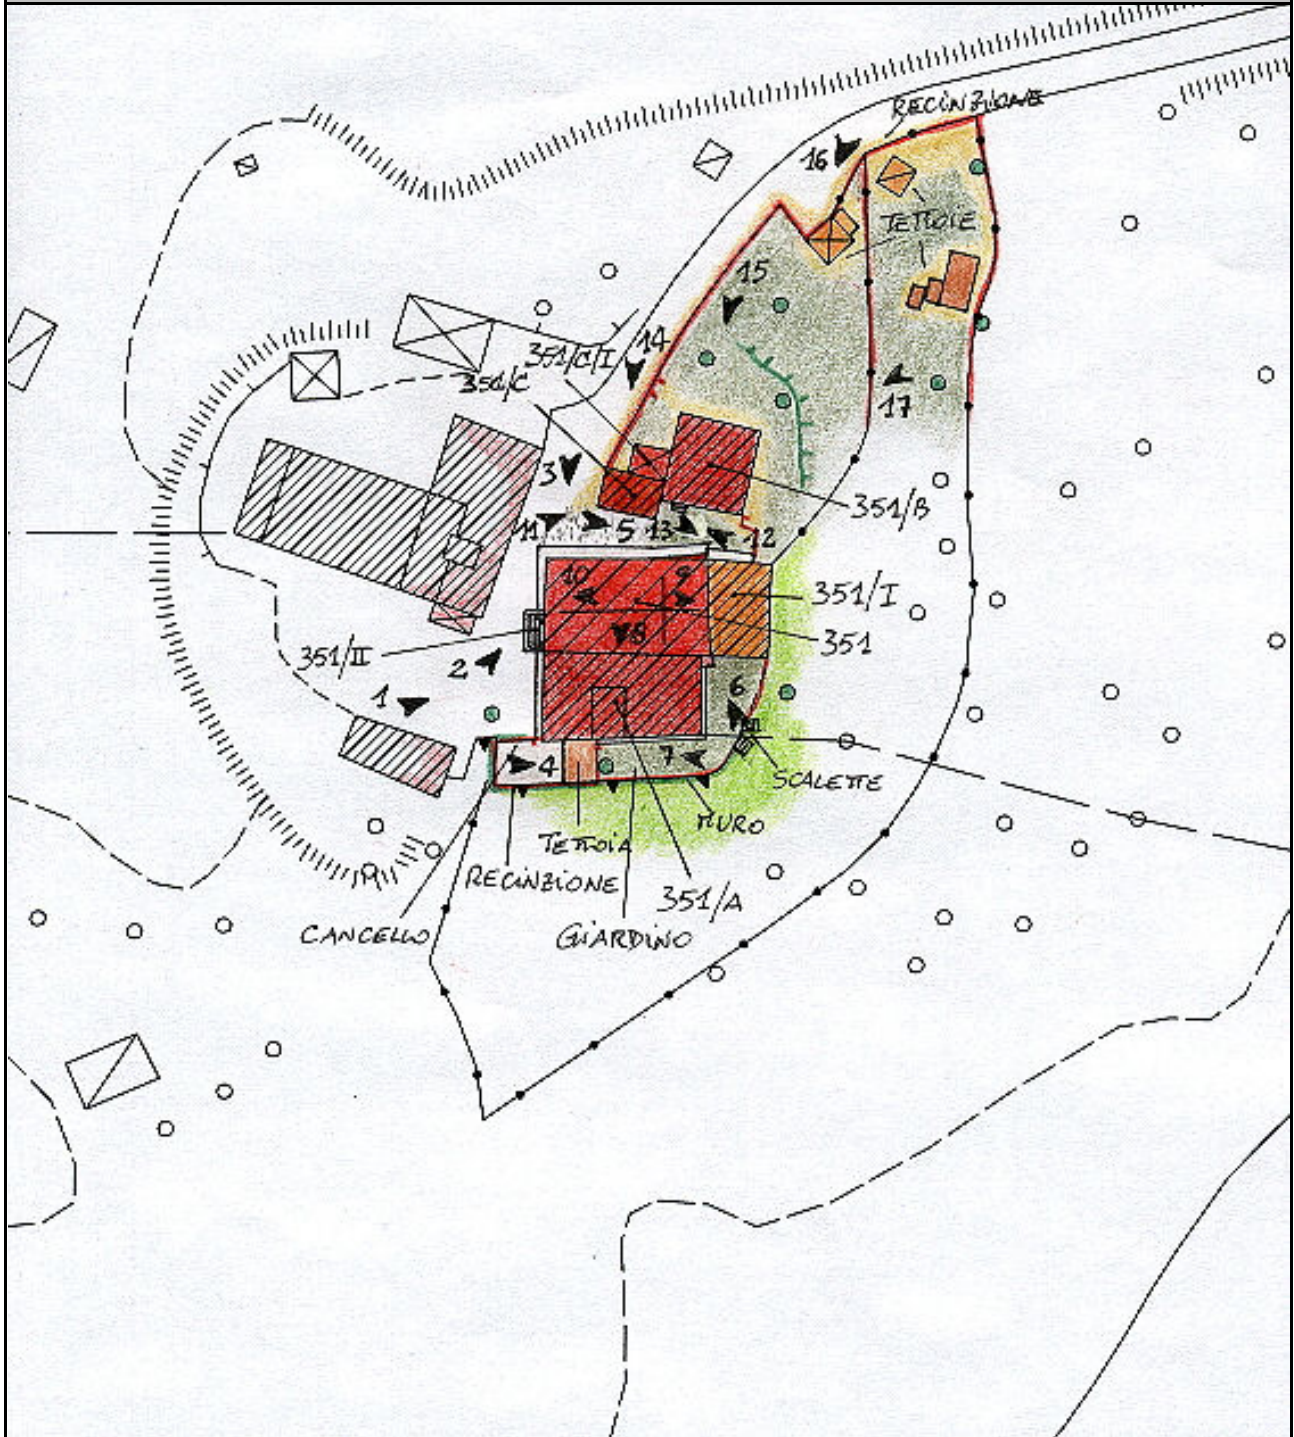 RECINZIONE
16
TETTOIE
15
14
351/C/I
351/C
17
3
351/B
11
5
13
12
10
9
351/I
8
351
351/II
2
1
6
4
7
SCALETTE
MURO
TETTOIA
RECINZIONE
351/A
CANCELLO
GIARDINO